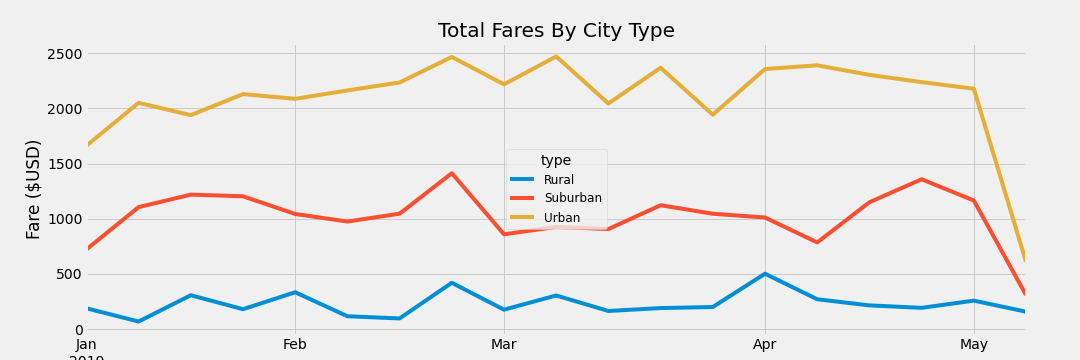 Total Fares By City Type
Fare ($USD)
2500
2000
1500
1000
500
0
type
Rural
Suburban
Urban
Jan
Feb
Mar
Apr
May
2019